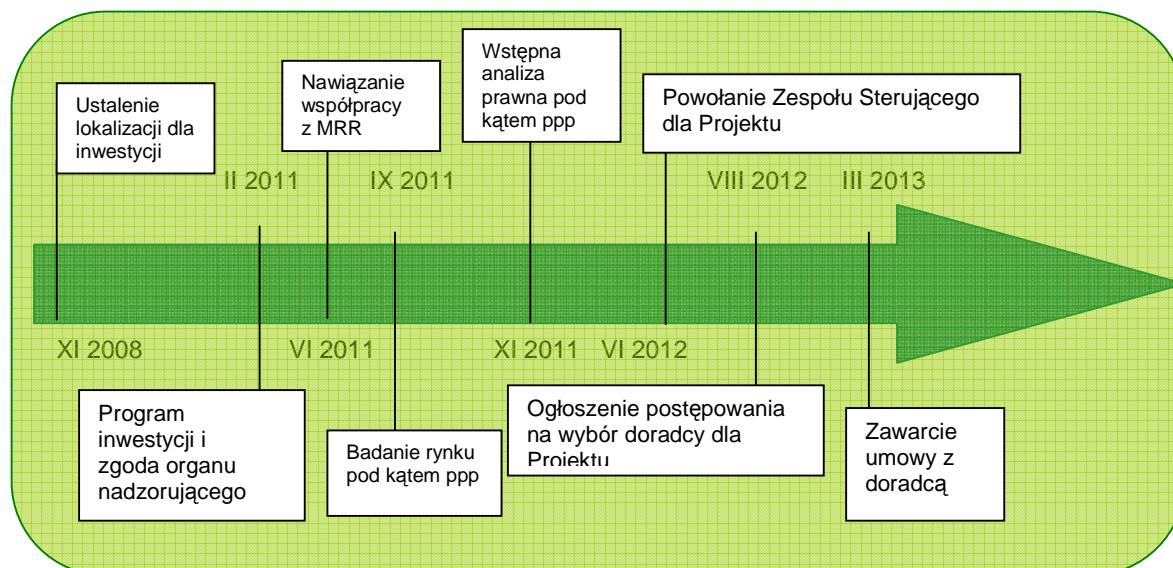 Ustalenie
lokalizacji dla
inwestycji
Nawiązanie
współpracy
z MRR
Wstępna
analiza
prawna pod
kątem ppp
Powołanie Zespołu Sterującego
dla Projektu
II 2011
IX 2011
VIII 2012
III 2013
XI 2008
VI 2011
XI 2011
VI 2012
Program
inwestycji i
zgoda organu
nadzorującego
Badanie rynku
pod kątem ppp
Ogłoszenie postępowania
na wybór doradcy dla
Projektu
Zawarcie
umowy z
doradcą